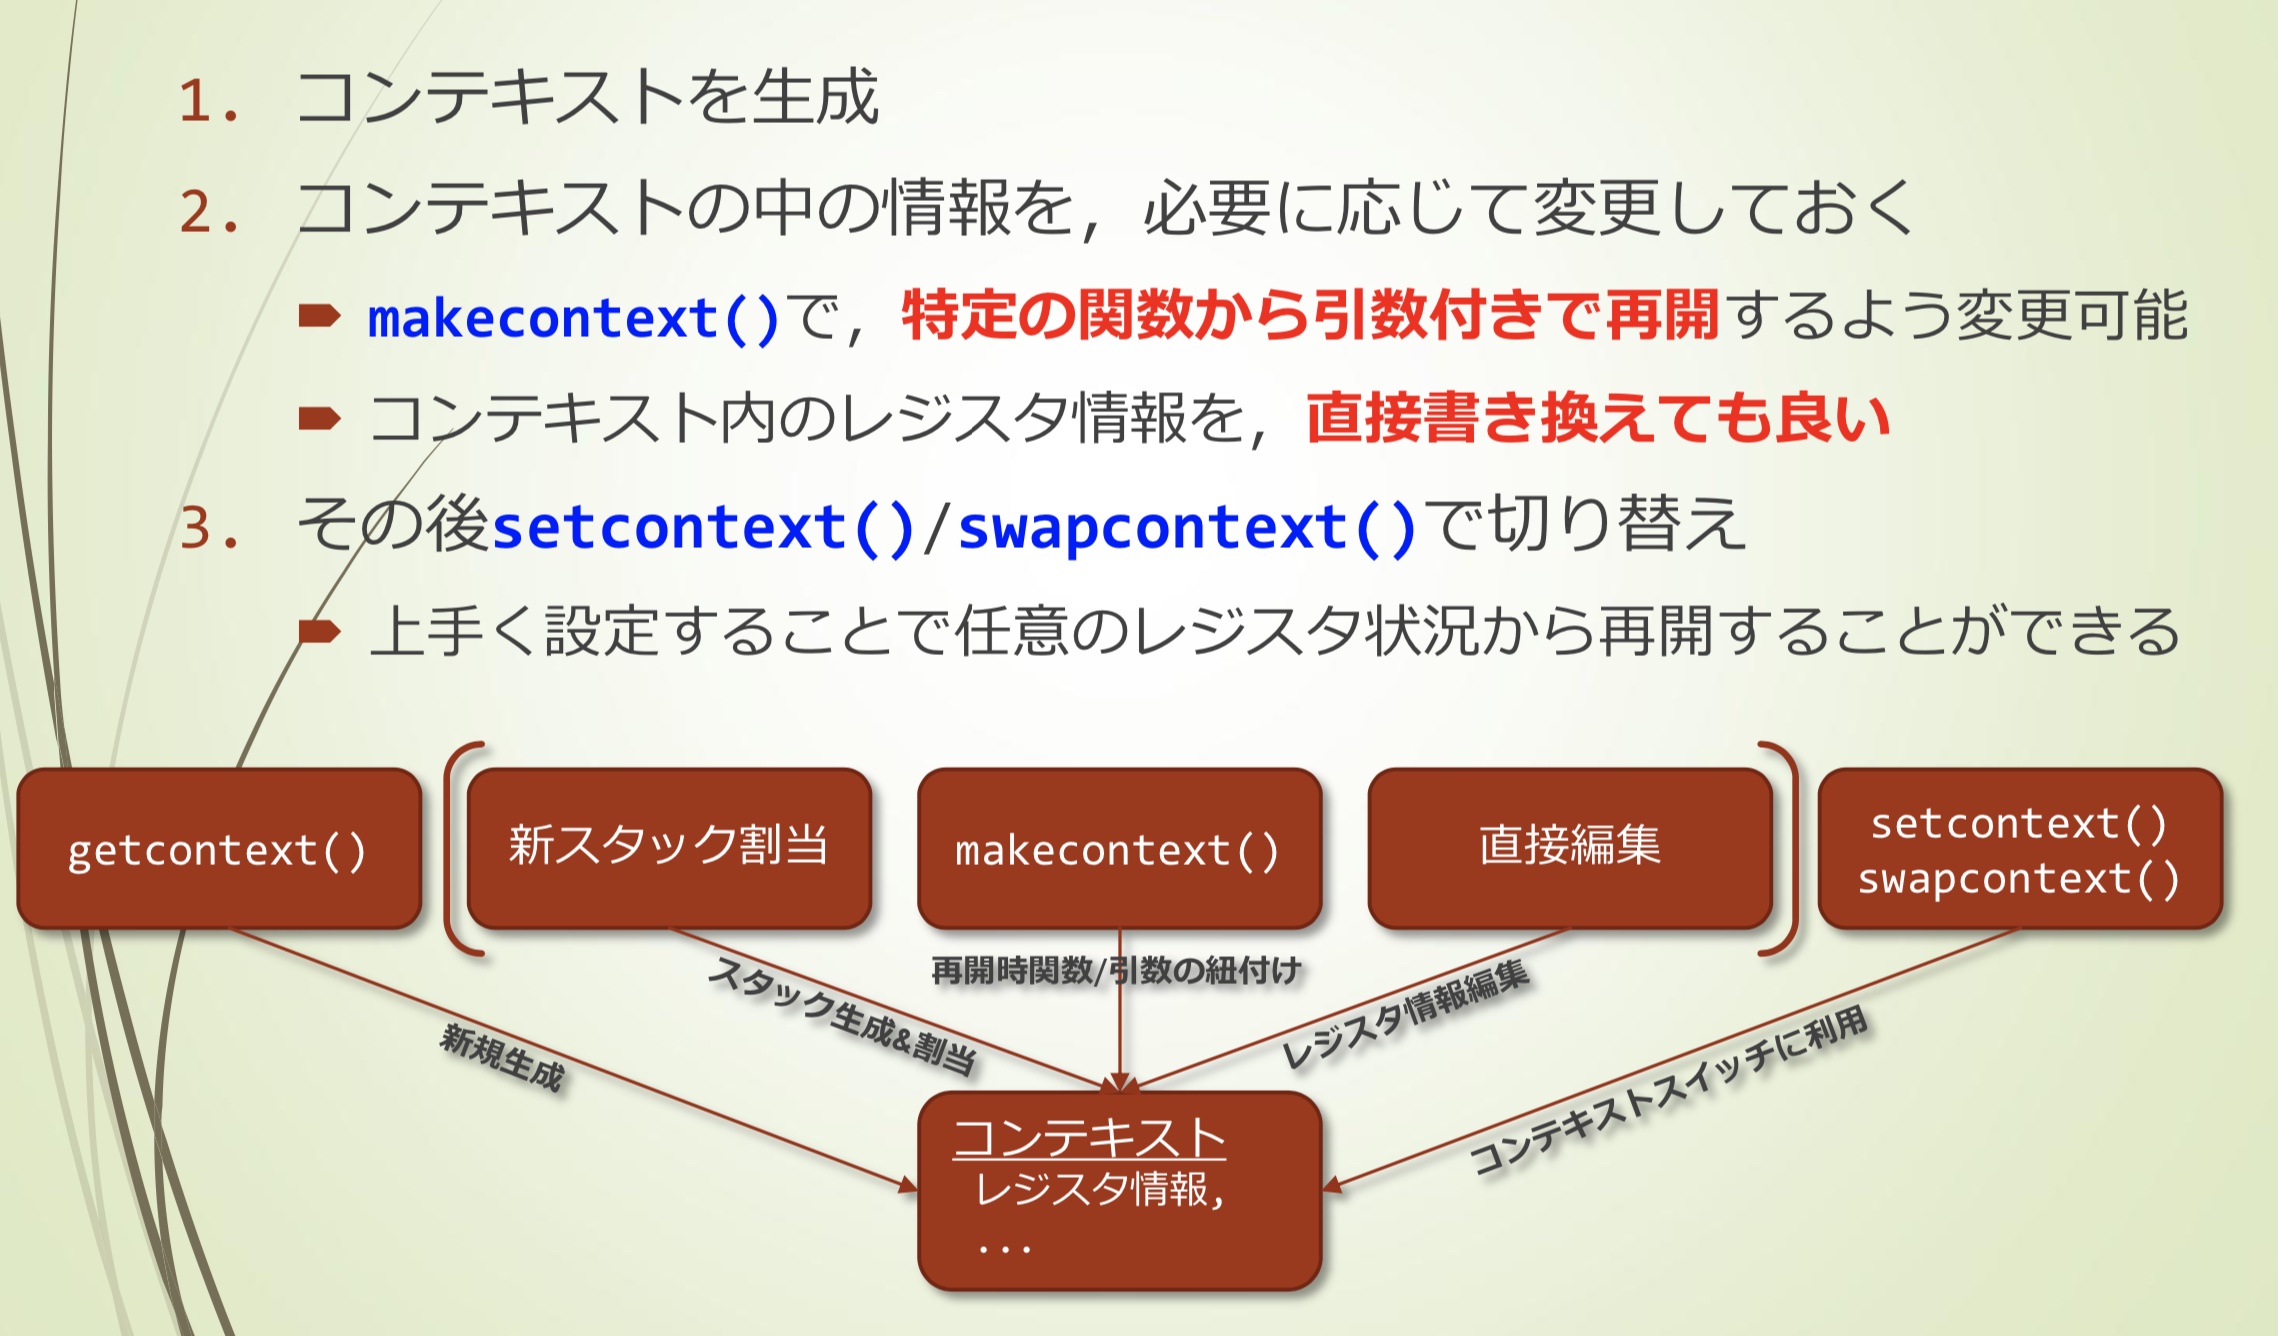 1. コンテキストを生成
2. コンテキストの中の情報を，必要に応じて変更しておく
makecontext()で，特定の関数から引数付きで再開するよう変更可能
コンテキスト内のレジスタ情報を，直接書き換えても良い
3. その後setcontext()/swapcontext()で切り替え
上手く設定することで任意のレジスタ状況から再開することができる
getcontext()
新スタック割当
makecontext()
直接編集
setcontext()
swapcontext()
新規生成
スタック生成&割当
再開時関数/引数の紐付け
レジスタ情報編集
コンテキストスイッチに利用
コンテキスト
レジスタ情報,
...